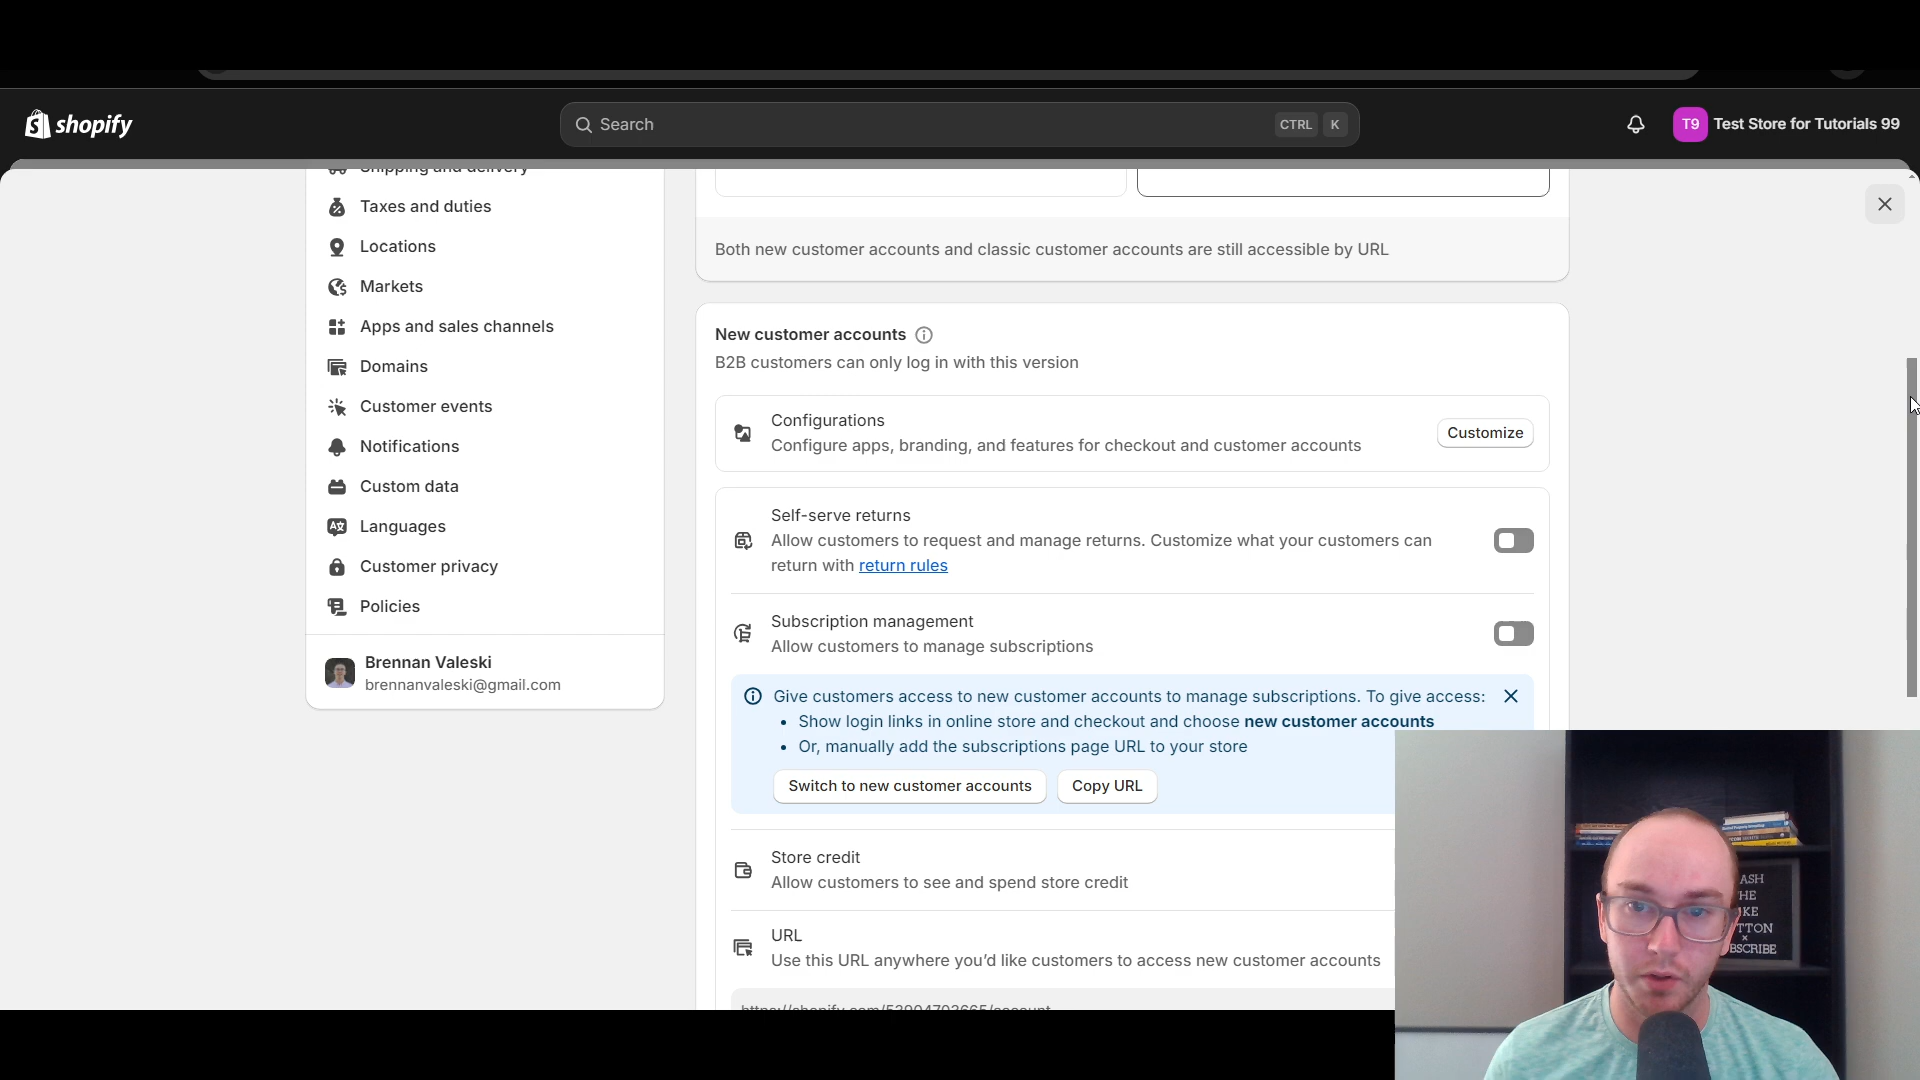 shopify
Search
CTRL K
T9 Test Store for Tutorials 99
Shipping and delivery
Taxes and duties
Locations
Markets
Apps and sales channels
Domains
Customer events
Notifications
Custom data
Languages
Customer privacy
Policies
Brennan Valeski
brennanvaleski@gmail.com
Both new customer accounts and classic customer accounts are still accessible by URL
New customer accounts
B2B customers can only log in with this version
Configurations
Configure apps, branding, and features for checkout and customer accounts
Customize
Self-serve returns
Allow customers to request and manage returns. Customize what your customers can
return with return rules
Subscription management
Allow customers to manage subscriptions
Give customers access to new customer accounts to manage subscriptions. To give access:
• Show login links in online store and checkout and choose new customer accounts
• Or, manually add the subscriptions page URL to your store
Switch to new customer accounts
Copy URL
Store credit
Allow customers to see and spend store credit
URL
Use this URL anywhere you’d like customers to access new customer accounts
ASH
HE
IKE
TTON
×
BSCRIBE